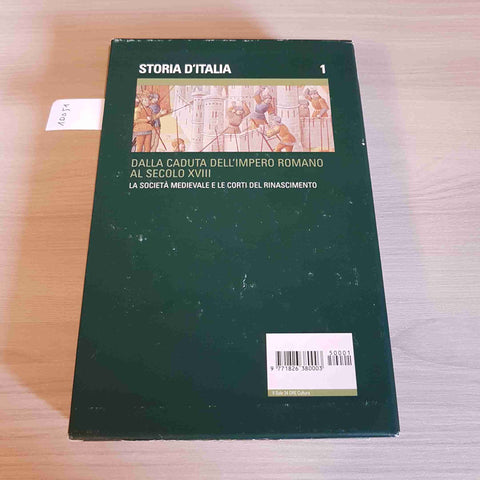 STORIA D'ITALIA 1
DALLA CADUTA DELL'IMPERO ROMANO
AL SECOLO XVIII
LA SOCIETÀ MEDIEVALE E LE CORTI DEL RINASCIMENTO
50001
9 771826 380003
Il Sole 24 ORE Cultura